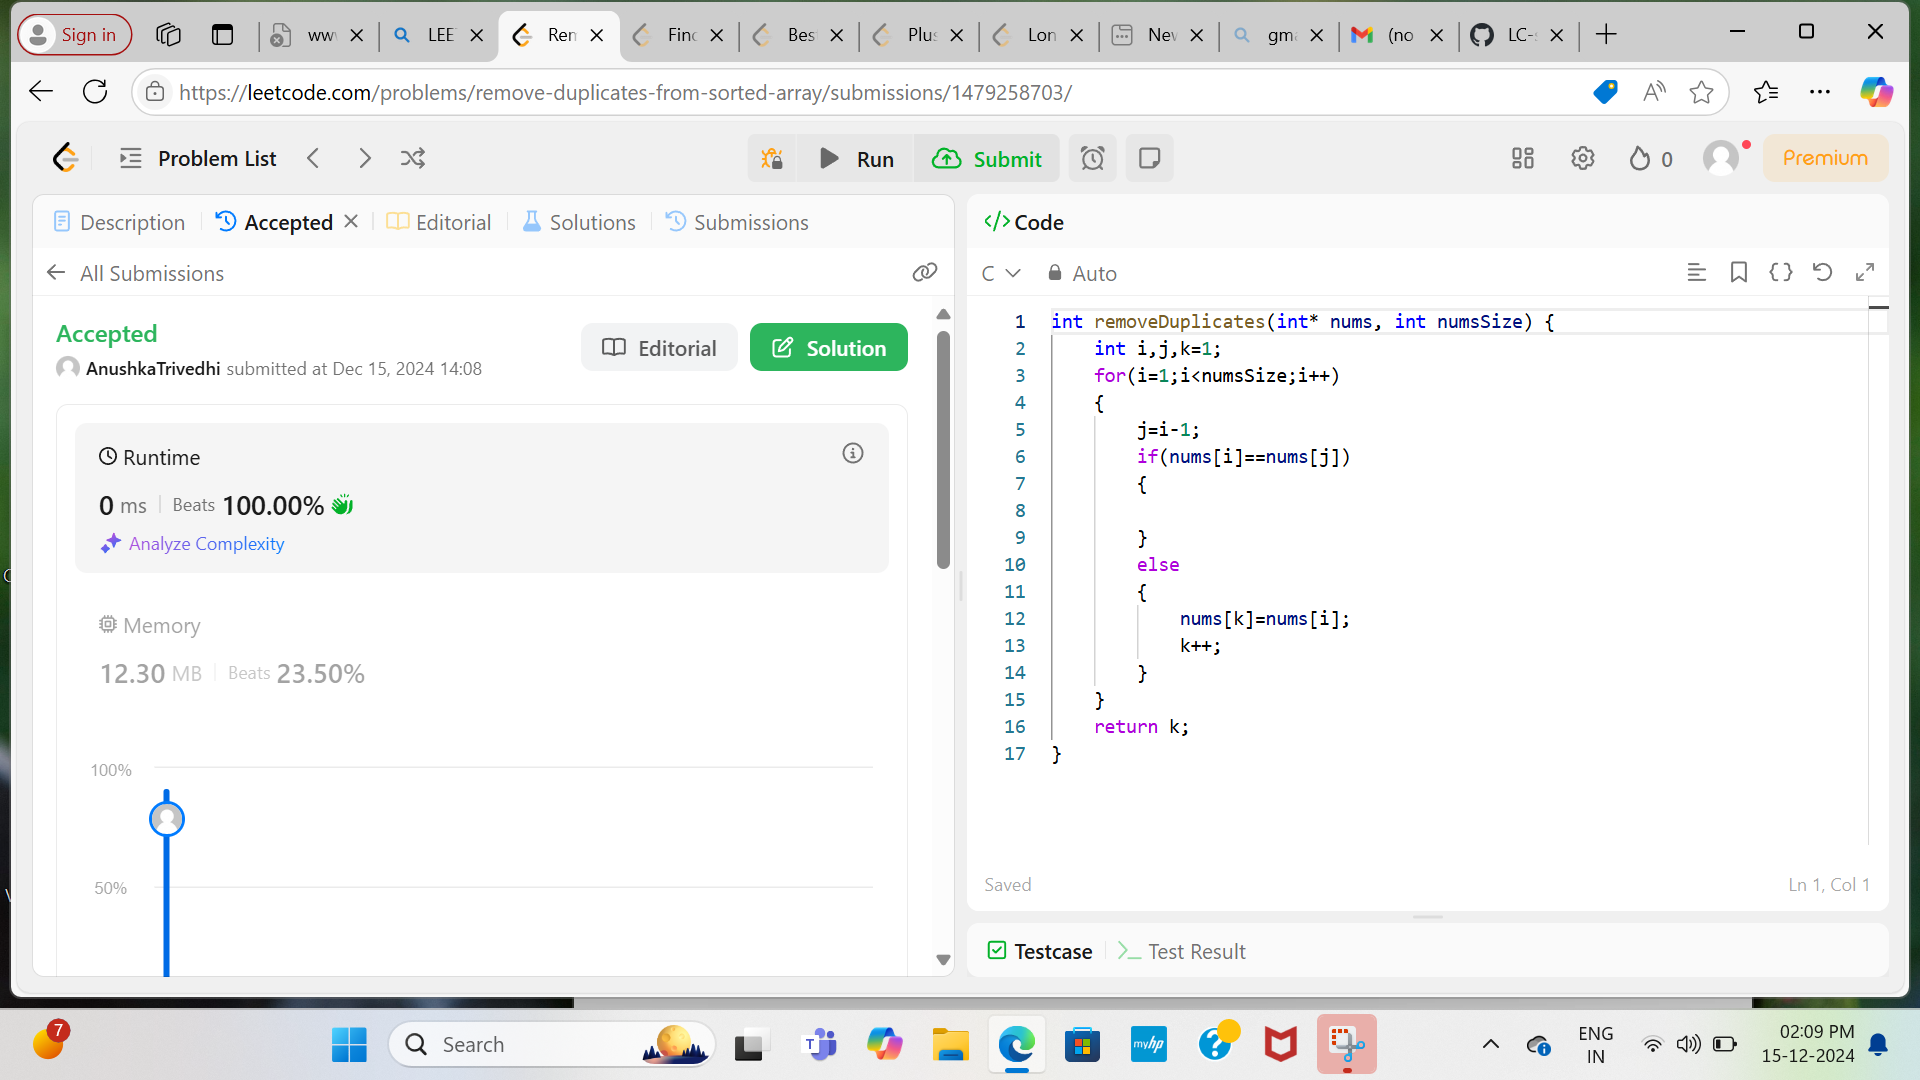 Sign in
www
LEE
Ren
Find
Best
Plus
Lon
New
gma
(no
LC-
https://leetcode.com/problems/remove-duplicates-from-sorted-array/submissions/1479258703/
Problem List
Run
Submit
0
Premium
Description
Accepted
Editorial
Solutions
Submissions
All Submissions
Accepted
AnushkaTrivedhi submitted at Dec 15, 2024 14:08
Editorial
Solution
Runtime
0 ms
Beats 100.00%
Analyze Complexity
Memory
12.30 MB
Beats 23.50%
100%
50%
</> Code
C
Auto
1 int removeDuplicates(int* nums, int numsSize) {
2 int i,j,k=1;
3 for(i=1;i<numsSize;i++)
4 {
5 j=i-1;
6 if(nums[i]==nums[j])
7 {
8
9 }
10 else
11 {
12 nums[k]=nums[i];
13 k++;
14 }
15 }
16 return k;
17 }
Saved
Ln 1, Col 1
Testcase
Test Result
7
Search
myhp
ENG
IN
02:09 PM
15-12-2024